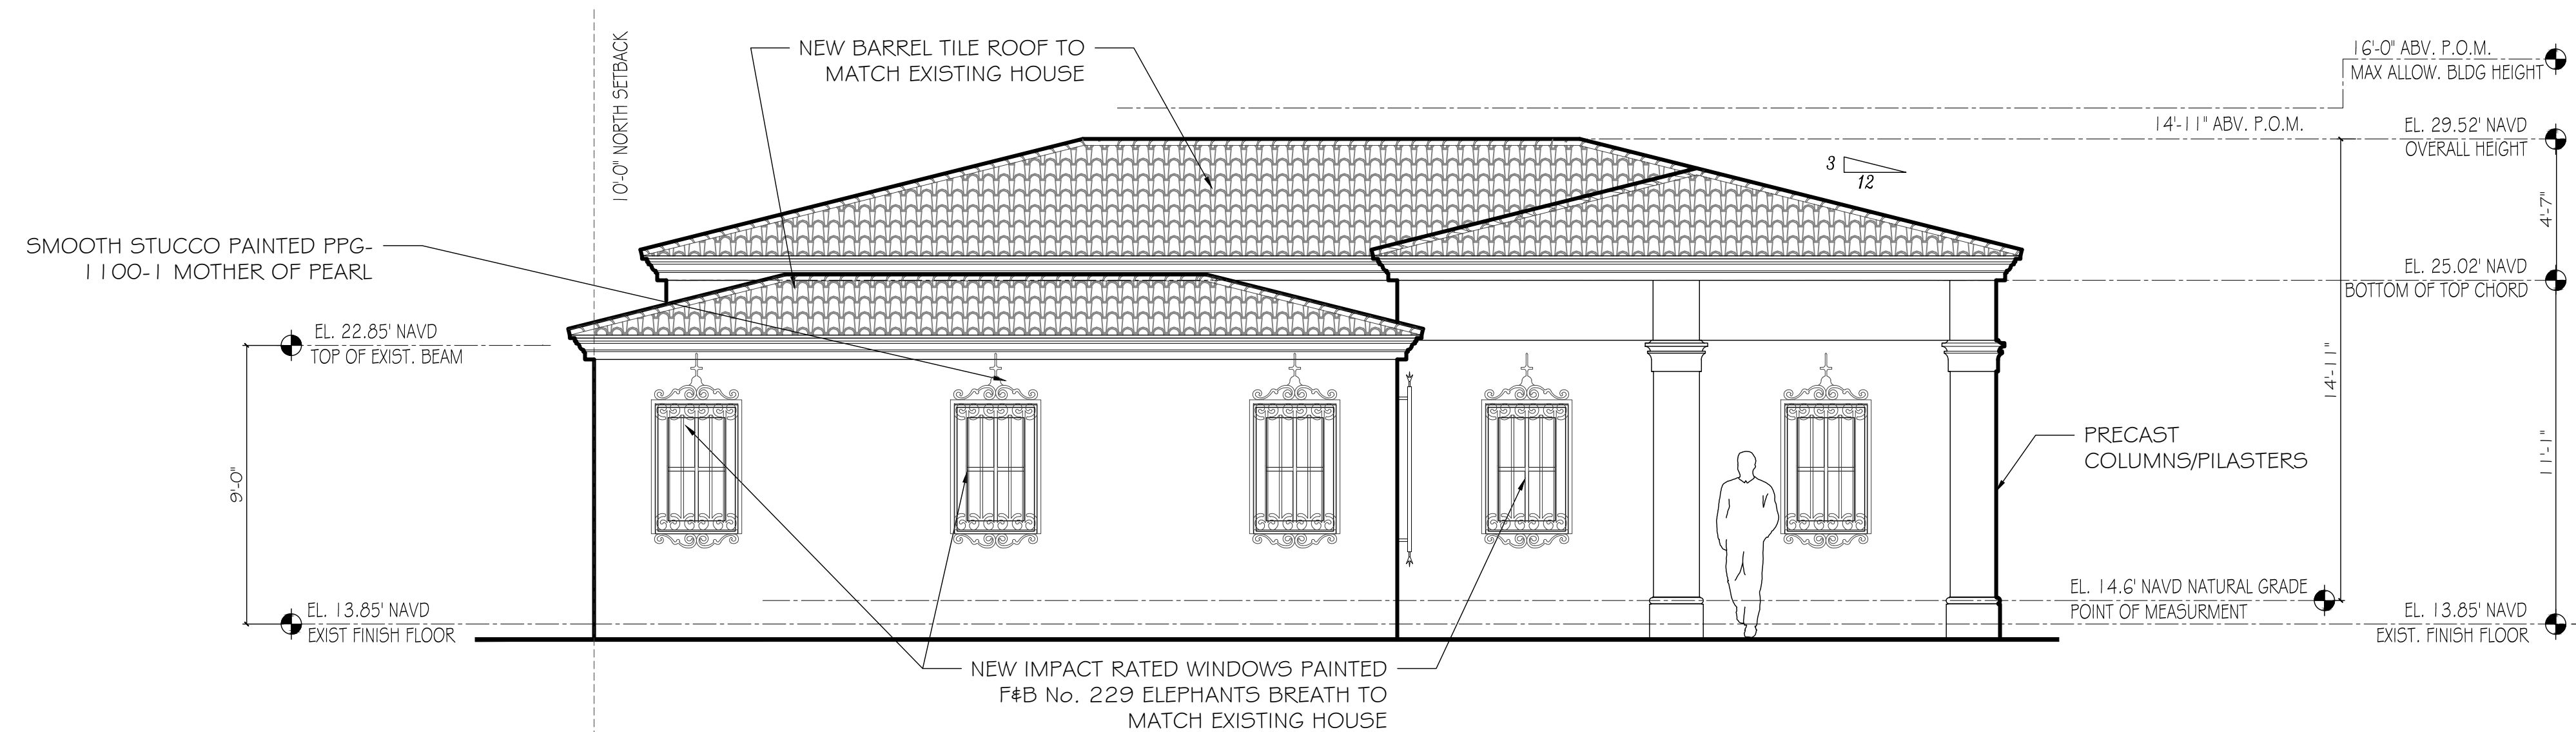 NEW BARREL TILE ROOF TO
MATCH EXISTING HOUSE
10'-0" NORTH SETBACK
16'-0" ABV. P.O.M.
MAX ALLOW. BLDG HEIGHT
14'-11" ABV. P.O.M.
EL. 29.52' NAVD
OVERALL HEIGHT
3
12
4'-7"
SMOOTH STUCCO PAINTED PPG-
1100-1 MOTHER OF PEARL
EL. 25.02' NAVD
BOTTOM OF TOP CHORD
EL. 22.85' NAVD
TOP OF EXIST. BEAM
14'-11"
9'-0"
PRECAST
COLUMNS/PILASTERS
11'-1"
EL. 14.6' NAVD NATURAL GRADE
POINT OF MEASURMENT
EL. 13.85' NAVD
EXIST FINISH FLOOR
EL. 13.85' NAVD
EXIST. FINISH FLOOR
NEW IMPACT RATED WINDOWS PAINTED
F&B No. 229 ELEPHANTS BREATH TO
MATCH EXISTING HOUSE